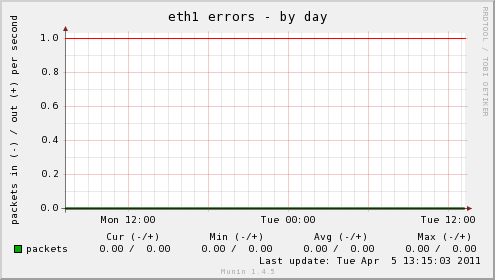 eth1 errors - by day
RRDTOOL / TOBI OETIKER
packets in (-) / out (+) per second
1.0
0.8
0.6
0.4
0.2
0.0
Mon 12:00 Tue 00:00 Tue 12:00
Cur (-/+) Min (-/+) Avg (-/+) Max (-/+)
packets 0.00 / 0.00 0.00 / 0.00 0.00 / 0.00 0.00 / 0.00
Last update: Tue Apr 5 13:15:03 2011
Munin 1.4.5